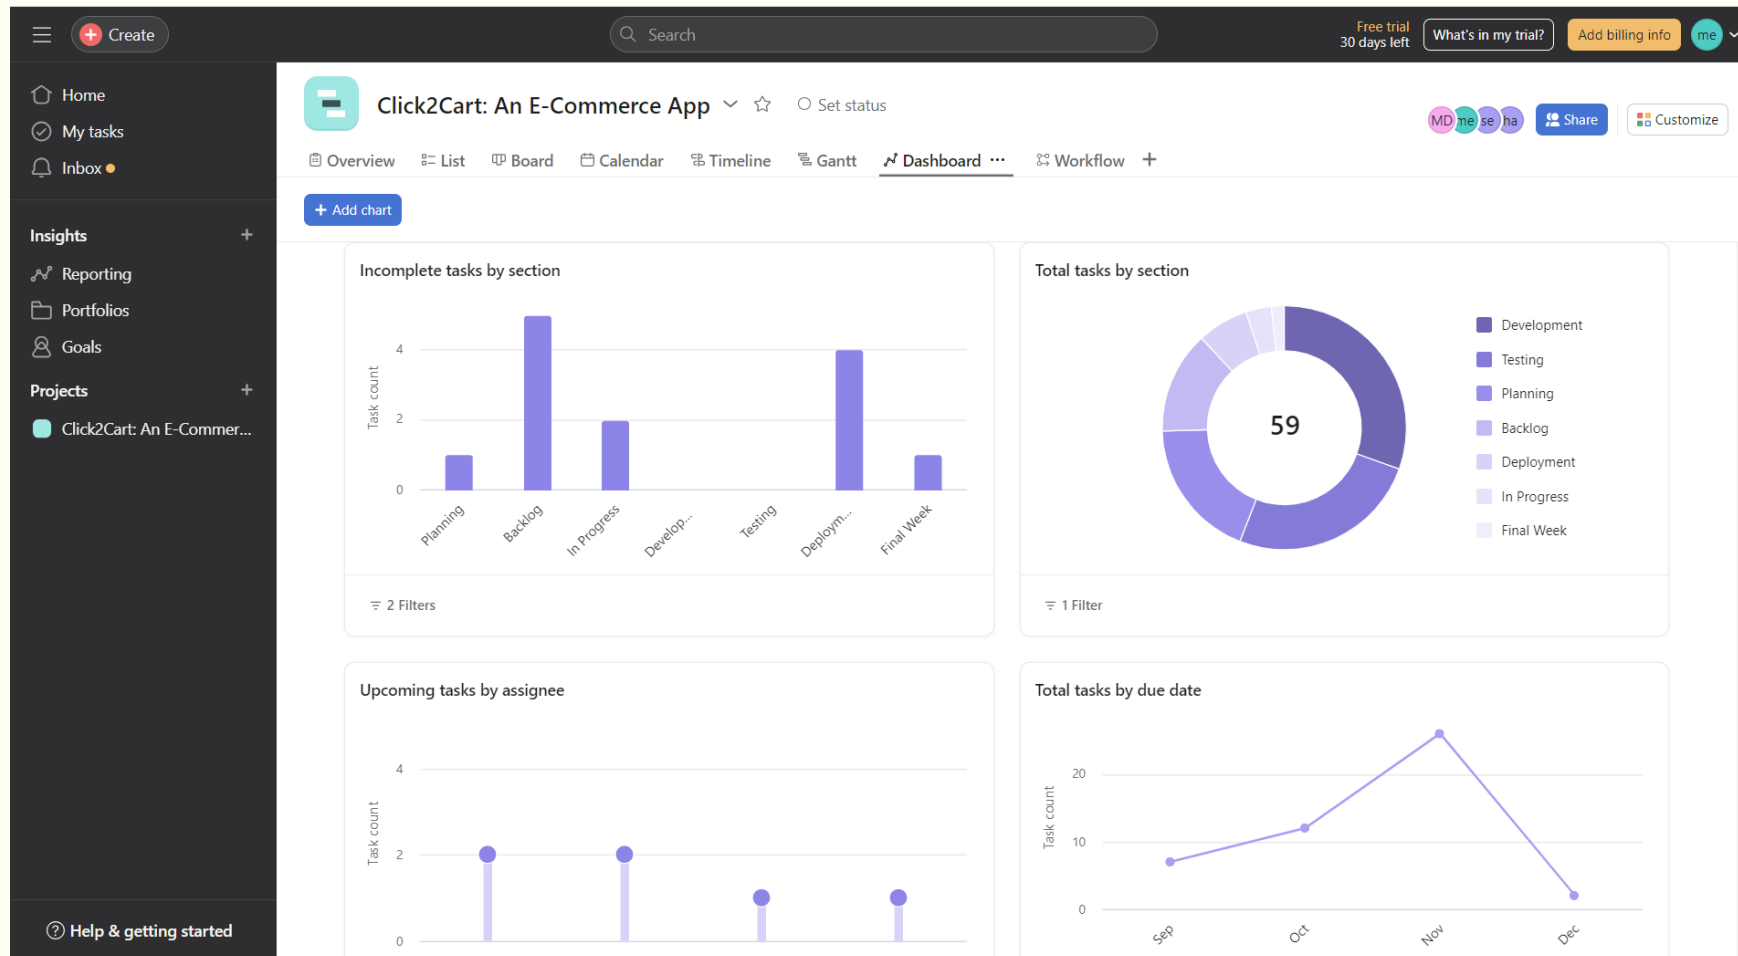 Create
Search
Free trial
30 days left
What's in my trial?
Add billing info
me
Home
My tasks
Inbox
Insights
Reporting
Portfolios
Goals
Projects
Click2Cart: An E-Commer...
Help & getting started
Click2Cart: An E-Commerce App
Set status
MD me se ha
Share
Customize
Overview List Board Calendar Timeline Gantt Dashboard ... Workflow +
+ Add chart
Incomplete tasks by section
Task count
4
2
0
Planning
Backlog
In Progress
Develop...
Testing
Deploym...
Final Week
2 Filters
Total tasks by section
59
Development
Testing
Planning
Backlog
Deployment
In Progress
Final Week
1 Filter
Upcoming tasks by assignee
Task count
4
2
0
Total tasks by due date
Task count
20
10
0
Sep
Oct
Nov
Dec